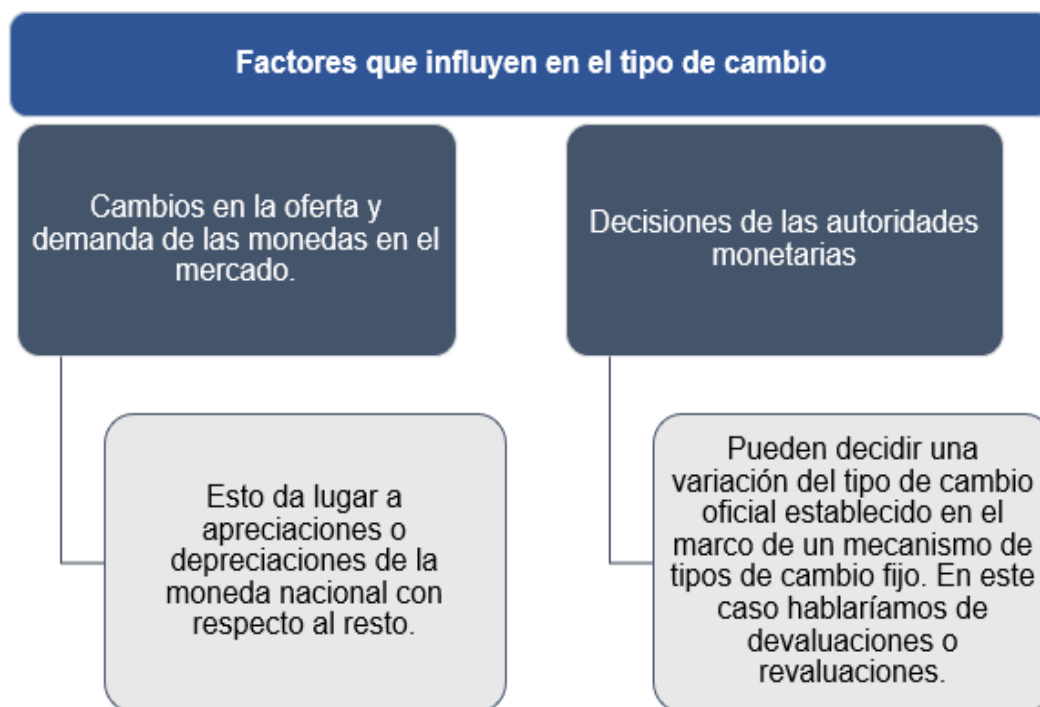 Factores que influyen en el tipo de cambio
Cambios en la oferta y
demanda de las monedas en el
mercado.
Esto da lugar a
apreciaciones o
depreciaciones de la
moneda nacional con
respecto al resto.
Decisiones de las autoridades
monetarias
Pueden decidir una
variación del tipo de cambio
oficial establecido en el
marco de un mecanismo de
tipos de cambio fijo. En este
caso hablaríamos de
devaluaciones o
revaluaciones.